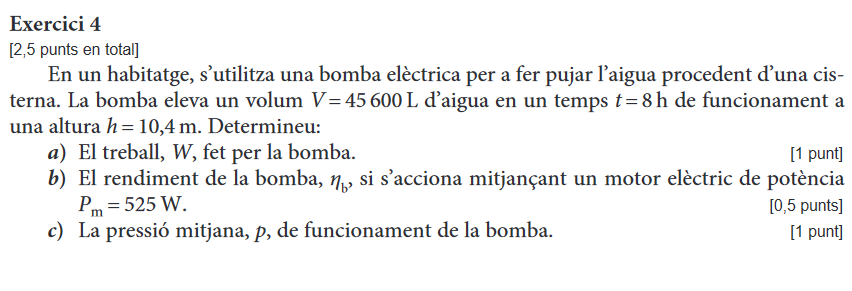 Exercici 4
[2,5 punts en total]
En un habitatge, s’utilitza una bomba elèctrica per a fer pujar l’aigua procedent d’una cis-
terna. La bomba eleva un volum V = 45 600 L d’aigua en un temps t = 8 h de funcionament a
una altura h = 10,4 m. Determineu:
a) El treball, W, fet per la bomba. [1 punt]
b) El rendiment de la bomba, η_b, si s’acciona mitjançant un motor elèctric de potència
P_m = 525 W. [0,5 punts]
c) La pressió mitjana, p, de funcionament de la bomba. [1 punt]